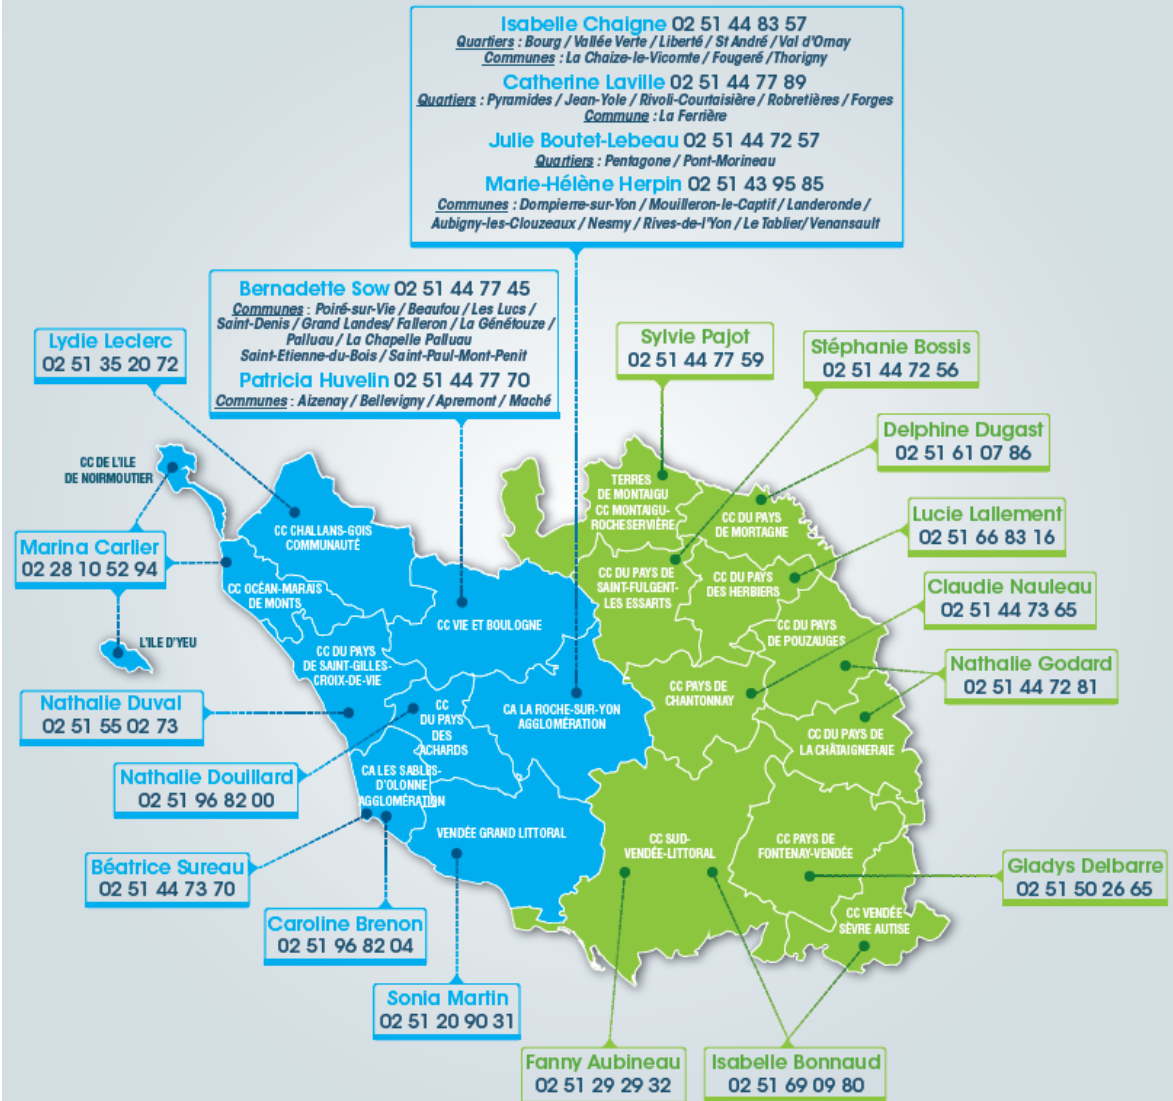 Isabelle Chaigne 02 51 44 83 57
Quartiers : Bourg / Vallée Verte / Liberté / St André / Val d'Ornay
Communes : La Chaize-le-Vicomte / Fougeré /Thorigny
Catherine Laville 02 51 44 77 89
Quartiers : Pyramides / Jean-Yole / Rivoli-Courtaisière / Robretières / Forges
Commune : La Ferrière
Julie Boutet-Lebeau 02 51 44 72 57
Quartiers : Pentagone / Pont-Morineau
Marie-Hélène Herpin 02 51 43 95 85
Communes : Dompierre-sur-Yon / Mouilleron-le-Captif / Landeronde /
Aubigny-les-Clouzeaux / Nesmy / Rives-de-l'Yon / Le Tablier/ Venansault
Bernadette Sow 02 51 44 77 45
Communes : Poiré-sur-Vie / Beaufou / Les Lucs /
Saint-Denis / Grand Landes/ Falleron / La Génétouze /
Palluau / La Chapelle Palluau
Saint-Etienne-du-Bois / Saint-Paul-Mont-Penit
Patricia Huvelin 02 51 44 77 70
Communes : Aizenay / Bellevigny / Apremont / Maché
Lydie Leclerc
02 51 35 20 72
Sylvie Pajot
02 51 44 77 59
Stéphanie Bossis
02 51 44 72 56
Delphine Dugast
02 51 61 07 86
Lucie Lallement
02 51 66 83 16
Claudie Nauleau
02 51 44 73 65
Nathalie Godard
02 51 44 72 81
Gladys Delbarre
02 51 50 26 65
Isabelle Bonnaud
02 51 69 09 80
Fanny Aubineau
02 51 29 29 32
Sonia Martin
02 51 20 90 31
Caroline Brenon
02 51 96 82 04
Béatrice Sureau
02 51 44 73 70
Nathalie Douillard
02 51 96 82 00
Nathalie Duval
02 51 55 02 73
Marina Carlier
02 28 10 52 94
CC DE L'ILE
DE NOIRMOUTIER
L'ILE D'YEU
CC CHALLANS-GOIS
COMMUNAUTÉ
CC OCÉAN-MARAIS
DE MONTS
CC VIE ET BOULOGNE
CC DU PAYS
DE SAINT-GILLES-
CROIX-DE-VIE
CC
DU PAYS
DES
ACHARDS
CA LA ROCHE-SUR-YON
AGGLOMÉRATION
CA LES SABLES-
D'OLONNE
AGGLOMÉRATION
VENDÉE GRAND LITTORAL
TERRES
DE MONTAIGU
CC MONTAIGU-
ROCHESERVIÈRE
CC DU PAYS
DE MORTAGNE
CC DU PAYS DE
SAINT-FULGENT-
LES ESSARTS
CC DU PAYS
DES HERBIERS
CC DU PAYS
DE POUZAUGES
CC PAYS DE
CHANTONNAY
CC DU PAYS DE
LA CHÂTAIGNERAIE
CC SUD-
VENDÉE-LITTORAL
CC PAYS DE
FONTENAY-VENDÉE
CC VENDÉE
SÈVRE AUTISE